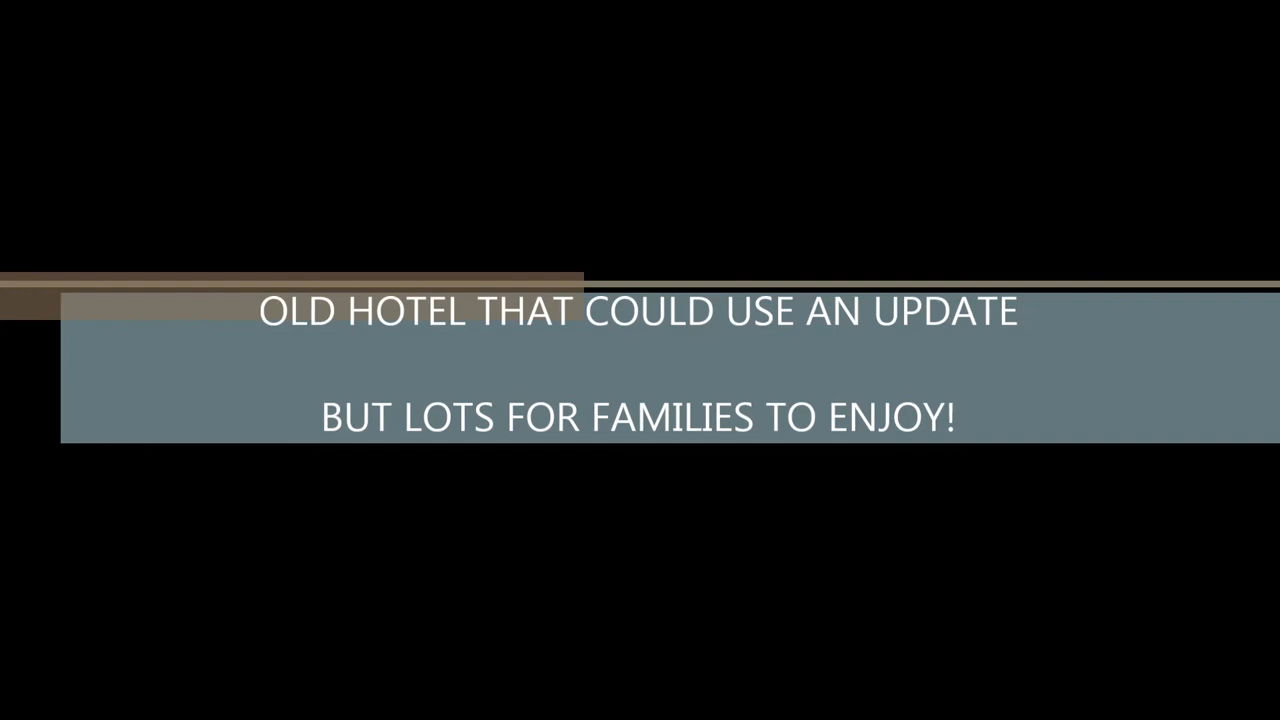 OLD HOTEL THAT COULD USE AN UPDATE
BUT LOTS FOR FAMILIES TO ENJOY!